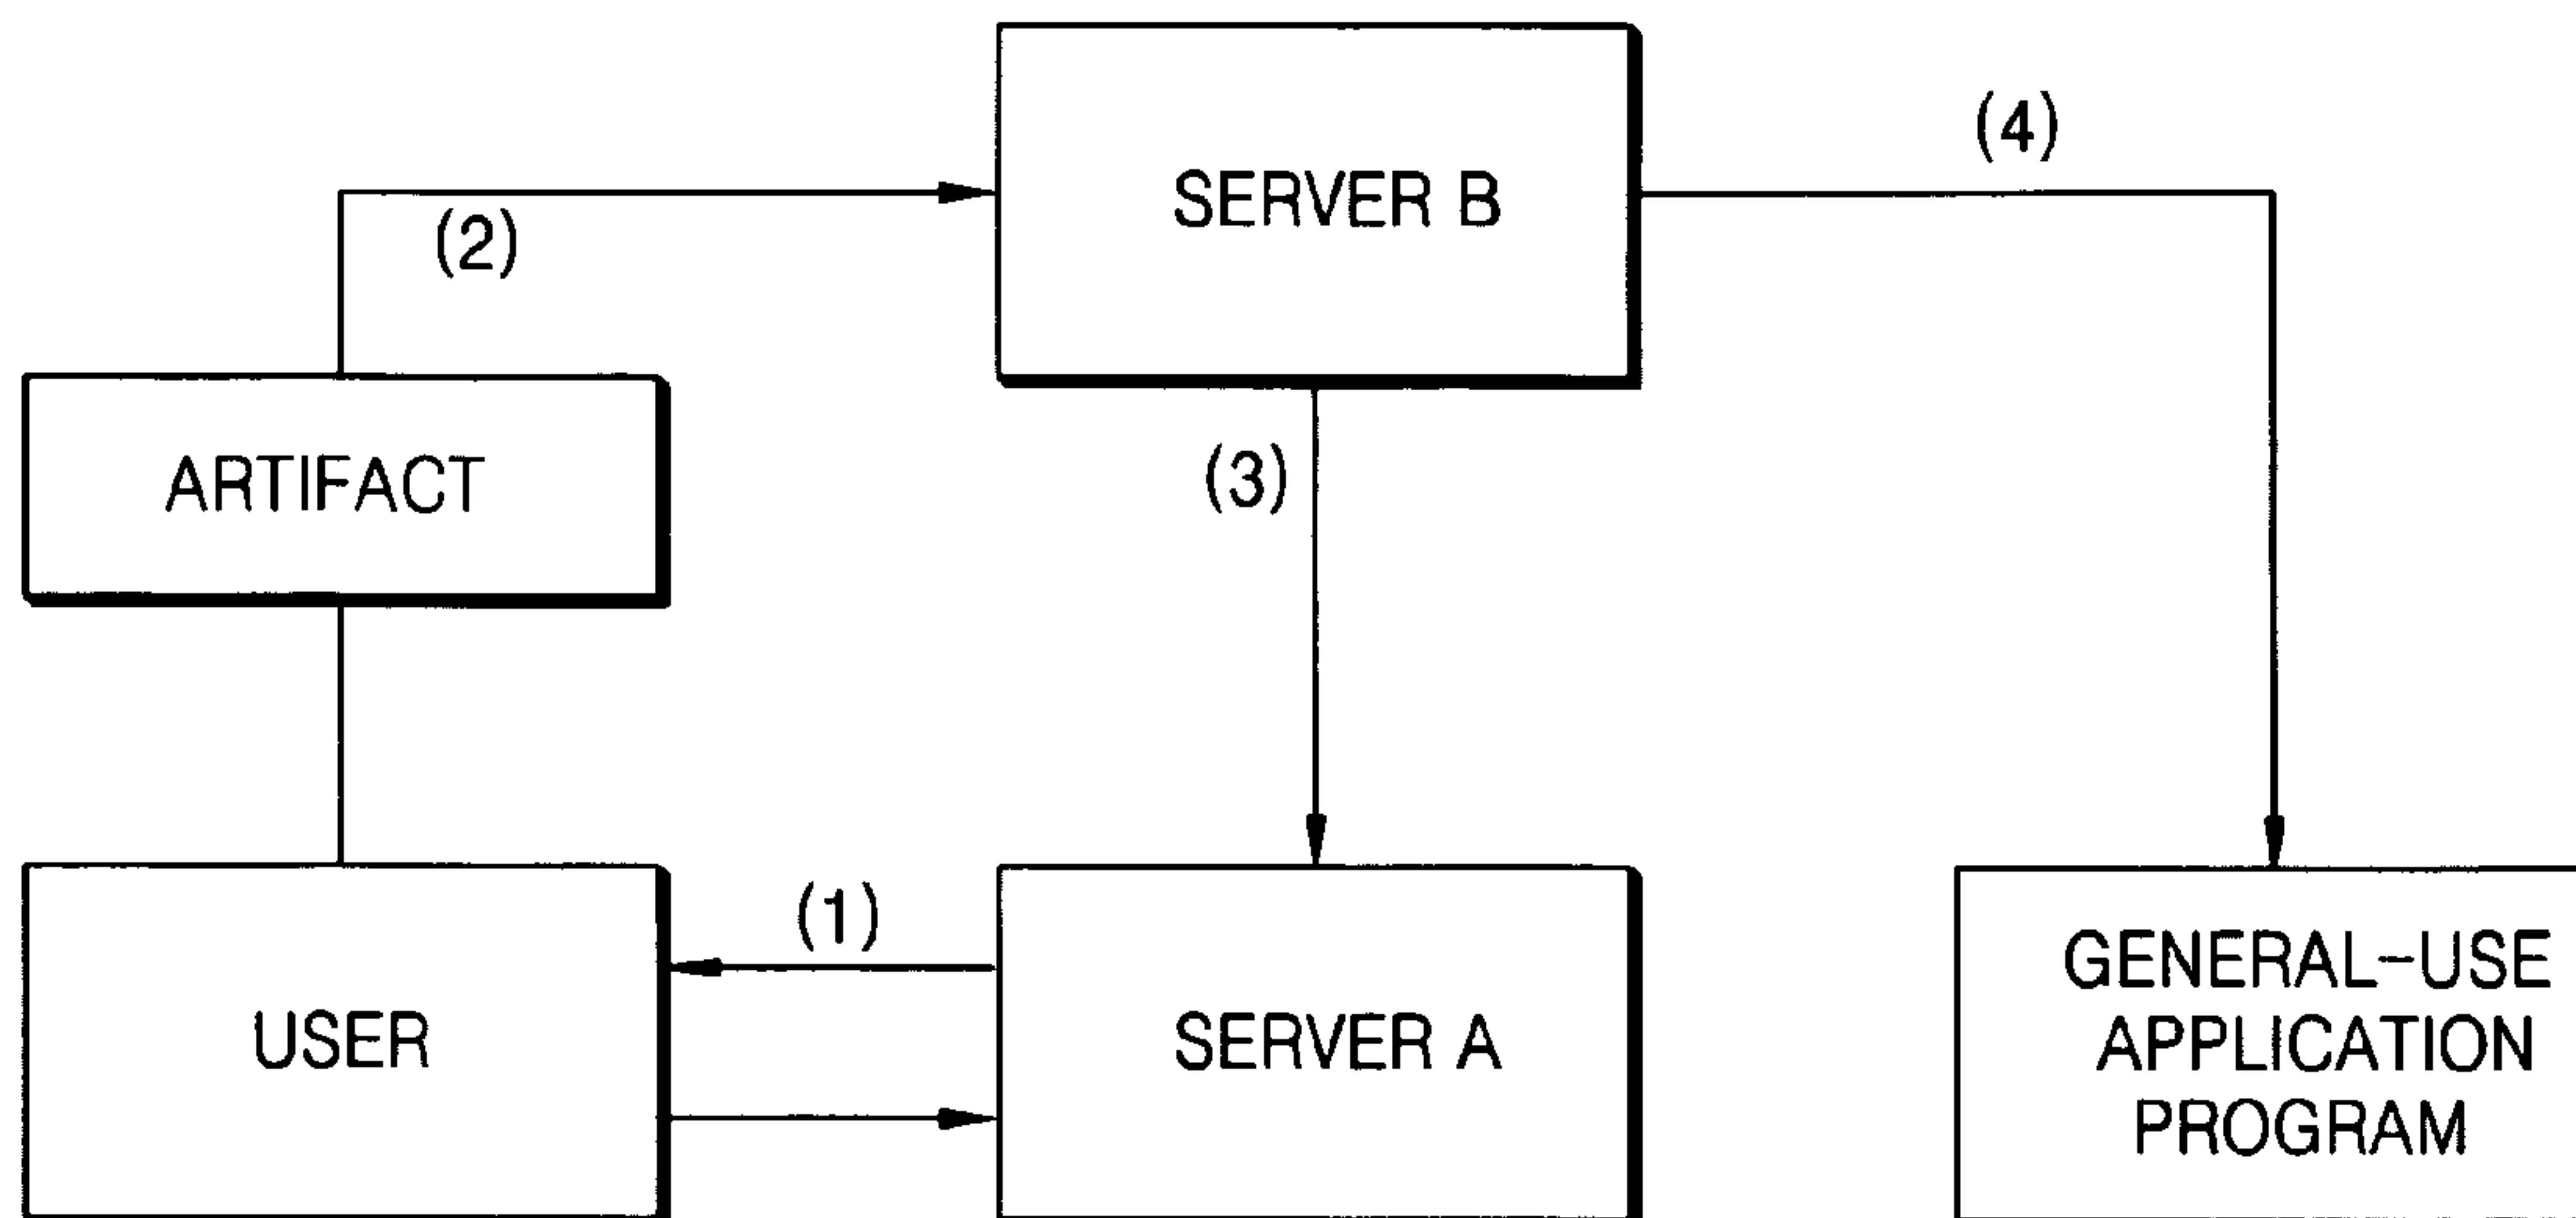 (4)
SERVER B
(2)
(3)
ARTIFACT
(1)
GENERAL-USE
USER
SERVER A
APPLICATION
PROGRAM